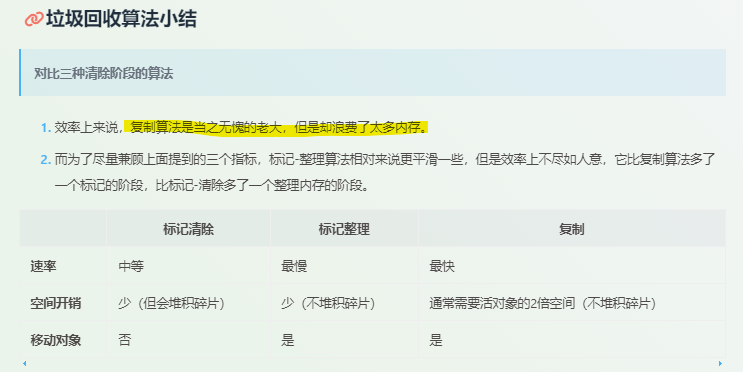 垃圾回收算法小结
对比三种清除阶段的算法
1. 效率上来说，复制算法是当之无愧的老大，但是却浪费了太多内存。
2. 而为了尽量兼顾上面提到的三个指标，标记-整理算法相对来说更平滑一些，但是效率上不尽如人意，它比复制算法多了
一个标记的阶段，比标记-清除多了一个整理内存的阶段。
标记清除 标记整理 复制
速率 中等 最慢 最快
空间开销 少（但会堆积碎片） 少（不堆积碎片） 通常需要活对象的2倍空间（不堆积碎片）
移动对象 否 是 是